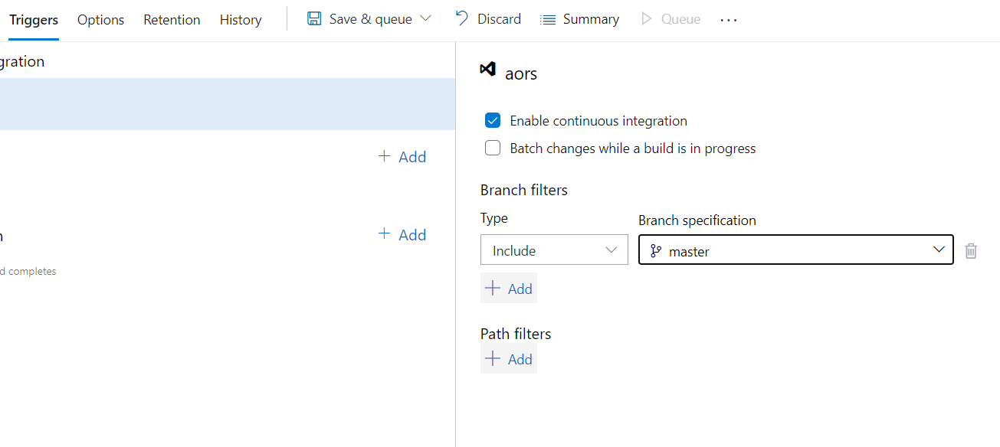 Triggers Options Retention History Save & queue Discard Summary Queue ...
gration
aors
Enable continuous integration
Batch changes while a build is in progress
+ Add
Branch filters
Type
Branch specification
n
+ Add
Include
master
d completes
+ Add
Path filters
+ Add